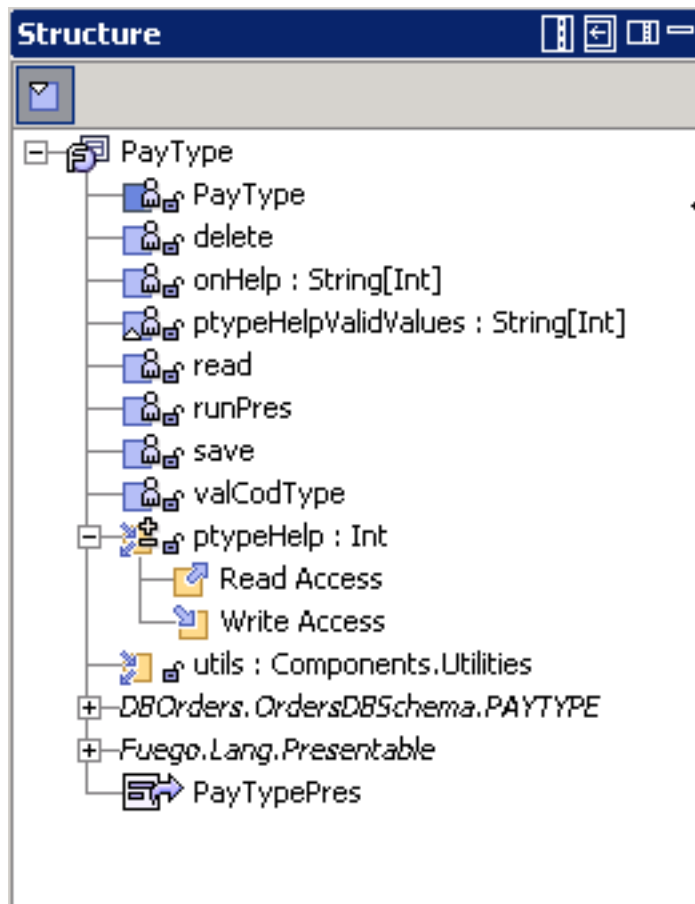 Structure
PayType
PayType
delete
onHelp : String[Int]
ptypeHelpValidValues : String[Int]
read
runPres
save
valCodType
ptypeHelp : Int
Read Access
Write Access
utils : Components.Utilities
DBOrders.OrdersDBSchema.PAYTYPE
Fuego.Lang.Presentable
PayTypePres